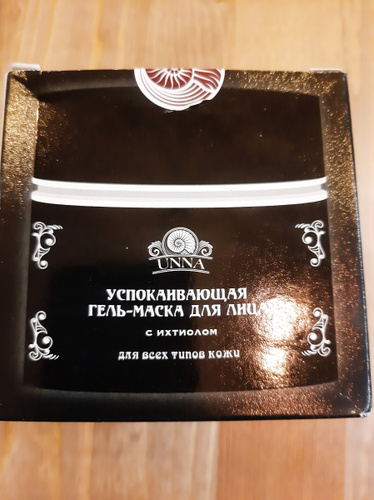 UNNA
УСПОКАИВАЮЩАЯ
ГЕЛЬ-МАСКА ДЛЯ ЛИЦА
С ИХТИОЛОМ
ДЛЯ ВСЕХ ТИПОВ КОЖИ